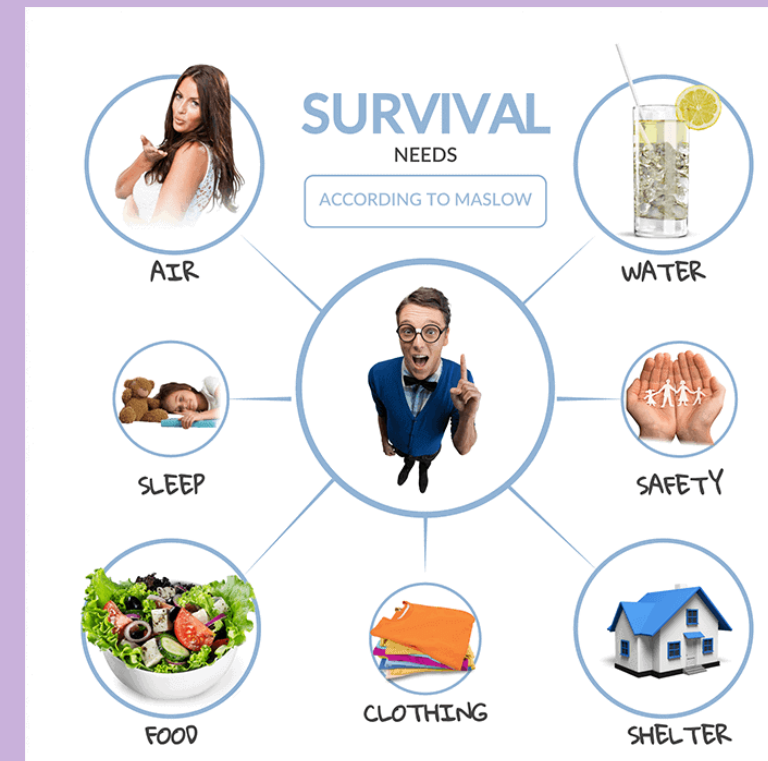 SURVIVAL
NEEDS
ACCORDING TO MASLOW
AIR
WATER
SLEEP
SAFETY
FOOD
CLOTHING
SHELTER